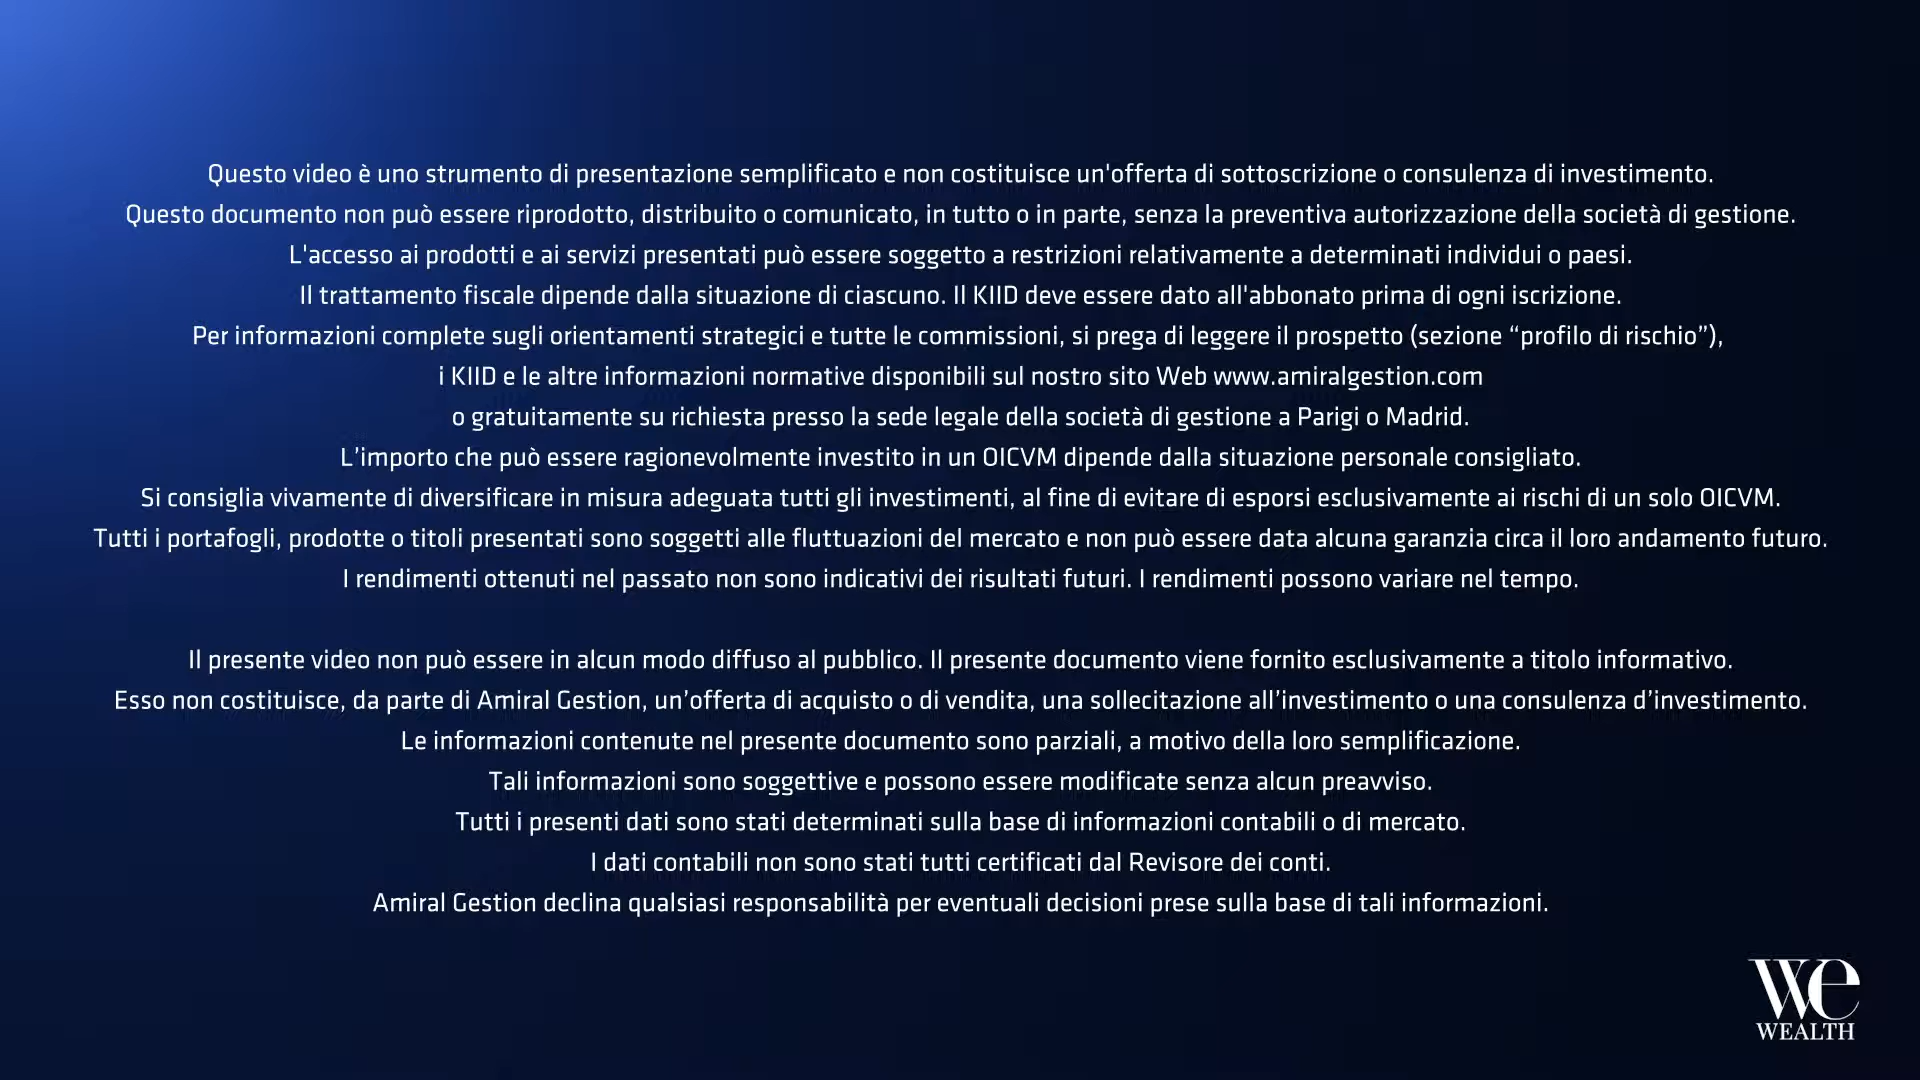 Questo video è uno strumento di presentazione semplificato e non costituisce un'offerta di sottoscrizione o consulenza di investimento.
Questo documento non può essere riprodotto, distribuito o comunicato, in tutto o in parte, senza la preventiva autorizzazione della società di gestione.
L'accesso ai prodotti e ai servizi presentati può essere soggetto a restrizioni relativamente a determinati individui o paesi.
Il trattamento fiscale dipende dalla situazione di ciascuno. Il KIID deve essere dato all'abbonato prima di ogni iscrizione.
Per informazioni complete sugli orientamenti strategici e tutte le commissioni, si prega di leggere il prospetto (sezione “profilo di rischio”),
i KIID e le altre informazioni normative disponibili sul nostro sito Web www.amiralgestion.com
o gratuitamente su richiesta presso la sede legale della società di gestione a Parigi o Madrid.
L’importo che può essere ragionevolmente investito in un OICVM dipende dalla situazione personale consigliato.
Si consiglia vivamente di diversificare in misura adeguata tutti gli investimenti, al fine di evitare di esporsi esclusivamente ai rischi di un solo OICVM.
Tutti i portafogli, prodotte o titoli presentati sono soggetti alle fluttuazioni del mercato e non può essere data alcuna garanzia circa il loro andamento futuro.
I rendimenti ottenuti nel passato non sono indicativi dei risultati futuri. I rendimenti possono variare nel tempo.
Il presente video non può essere in alcun modo diffuso al pubblico. Il presente documento viene fornito esclusivamente a titolo informativo.
Esso non costituisce, da parte di Amiral Gestion, un’offerta di acquisto o di vendita, una sollecitazione all’investimento o una consulenza d’investimento.
Le informazioni contenute nel presente documento sono parziali, a motivo della loro semplificazione.
Tali informazioni sono soggettive e possono essere modificate senza alcun preavviso.
Tutti i presenti dati sono stati determinati sulla base di informazioni contabili o di mercato.
I dati contabili non sono stati tutti certificati dal Revisore dei conti.
Amiral Gestion declina qualsiasi responsabilità per eventuali decisioni prese sulla base di tali informazioni.
We
WEALTH